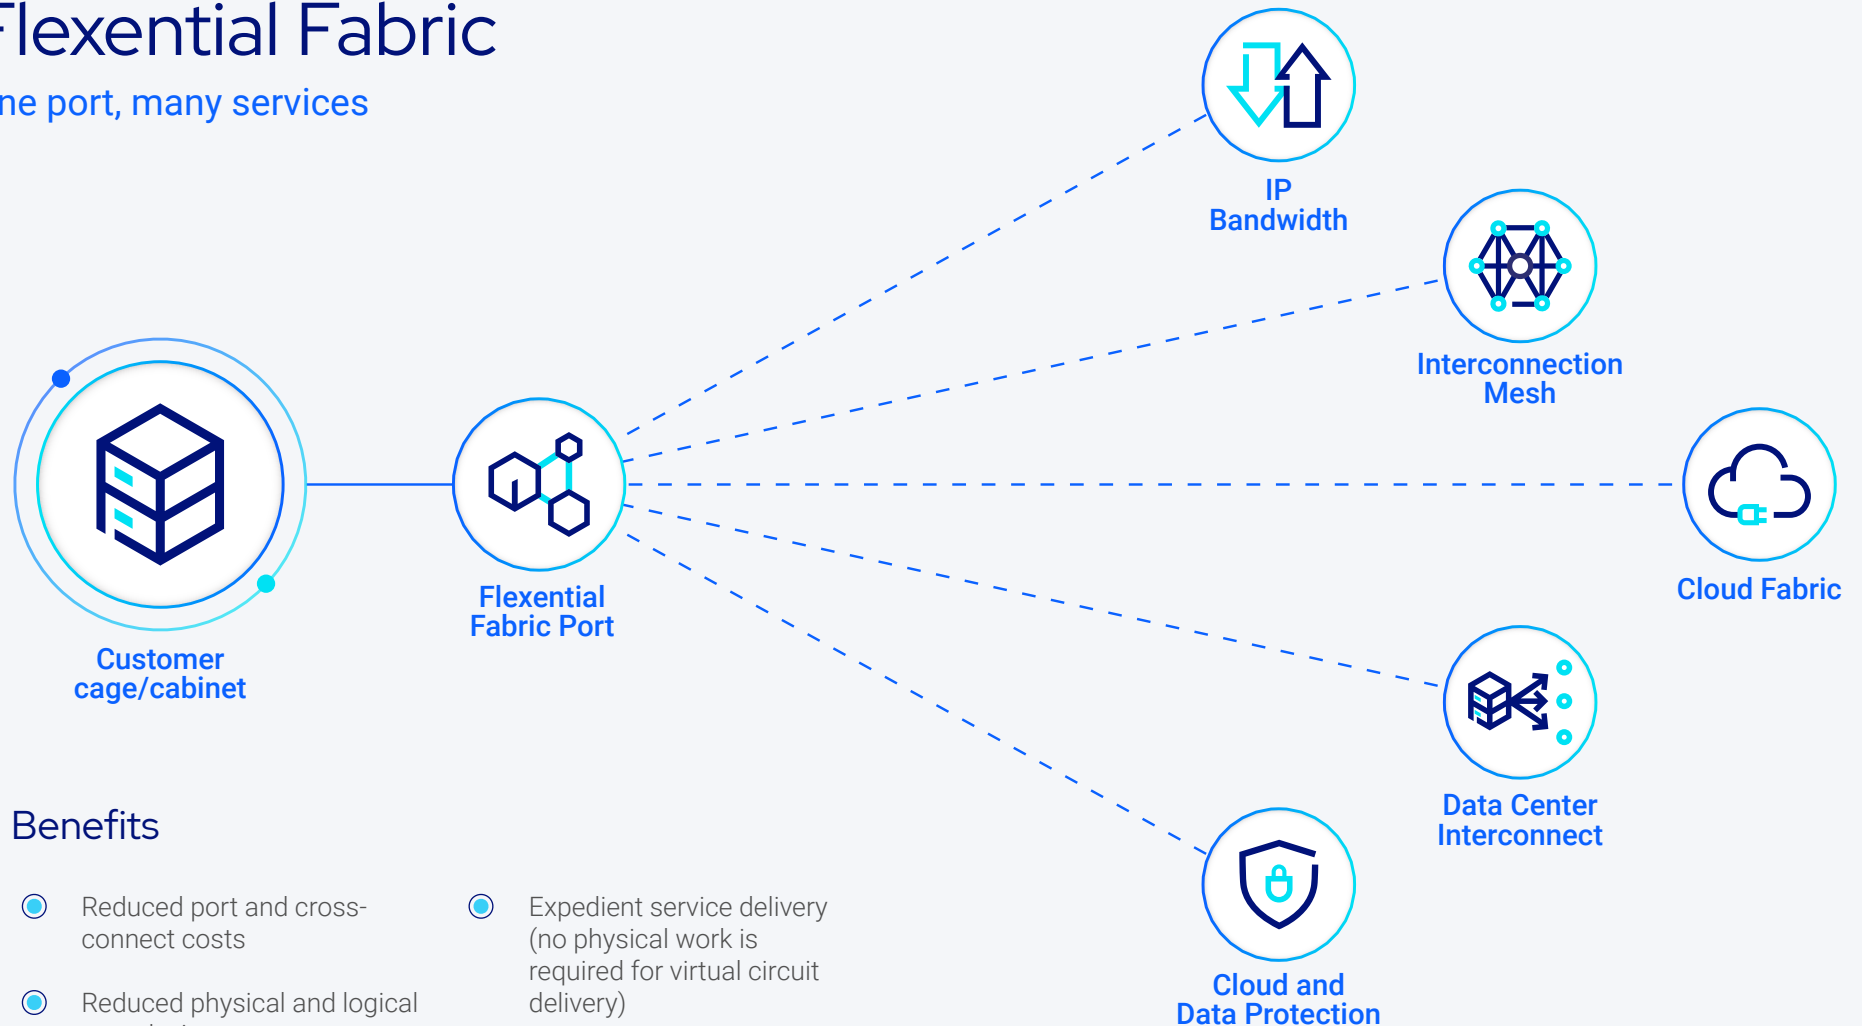 Flexential Fabric
ne port, many services
IP
Bandwidth
Interconnection
Mesh
Cloud Fabric
Flexential
Fabric Port
Customer
cage/cabinet
Data Center
Interconnect
Cloud and
Data Protection
Benefits
Reduced port and cross-
connect costs
Reduced physical and logical
Expedient service delivery
(no physical work is
required for virtual circuit
delivery)